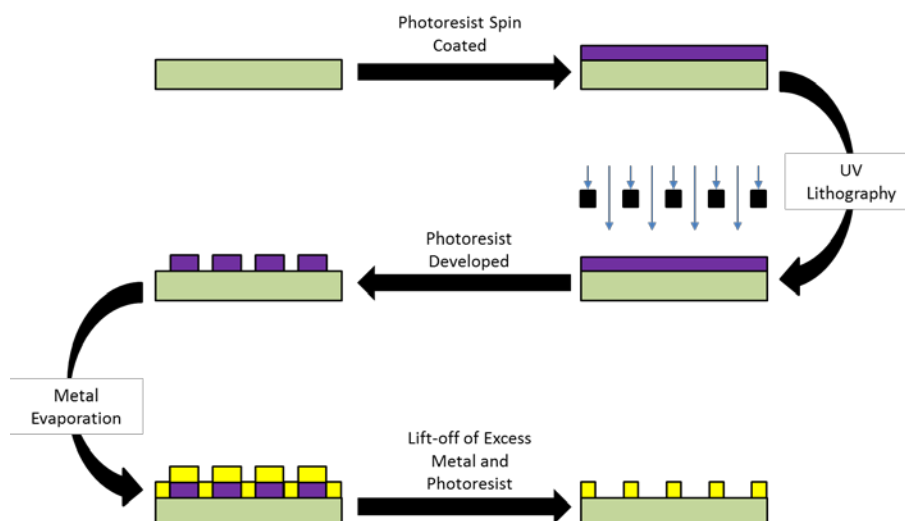 Photoresist Spin
Coated
UV
Lithography
Photoresist
Developed
Metal
Evaporation
Lift-off of Excess
Metal and
Photoresist